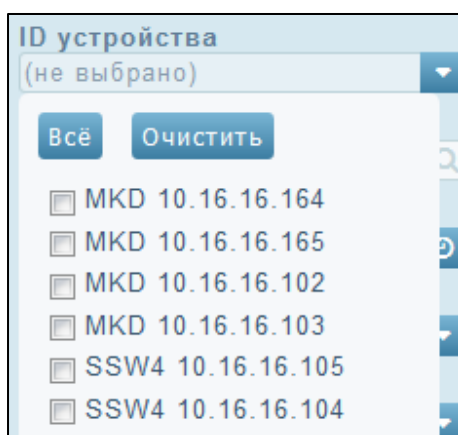 ID устройства
(не выбрано)
Всё Очистить
MKD 10.16.16.164
MKD 10.16.16.165
MKD 10.16.16.102
MKD 10.16.16.103
SSW4 10.16.16.105
SSW4 10.16.16.104